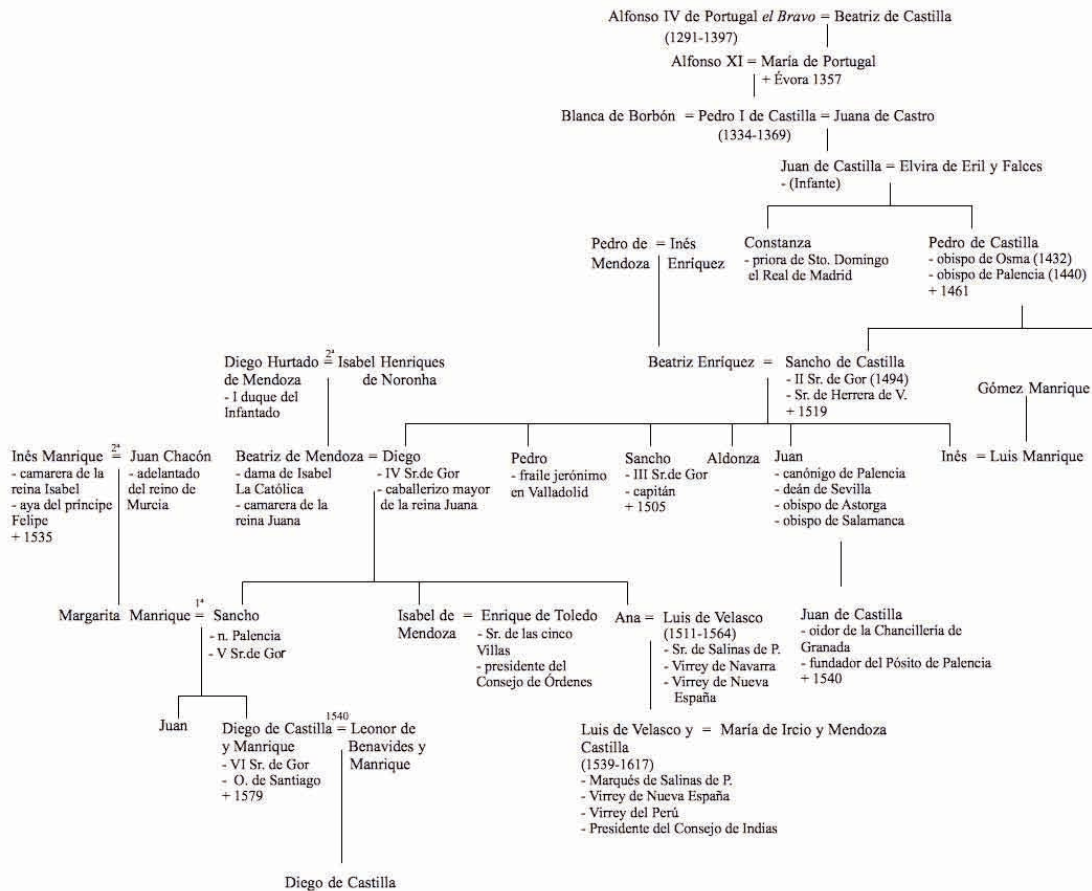 Alfonso IV de Portugal el Bravo = Beatriz de Castilla
(1291-1397)
Alfonso XI = María de Portugal
+ Évora 1357
Blanca de Borbón = Pedro I de Castilla = Juana de Castro
(1334-1369)
Juan de Castilla = Elvira de Eril y Falces
- (Infante)
Pedro de = Inés
Mendoza Enríquez
Constanza
- priora de Sto. Domingo
el Real de Madrid
Pedro de Castilla
- obispo de Osma (1432)
- obispo de Palencia (1440)
+ 1461
2ª
Diego Hurtado = Isabel Henriques
de Mendoza de Noronha
- I duque del
Infantado
Beatriz Enríquez =
Sancho de Castilla
- II Sr. de Gor (1494)
- Sr. de Herrera de V.
+ 1519
Gómez Manrique
2ª
Inés Manrique = Juan Chacón
- camarera de la
reina Isabel
- aya del príncipe
Felipe
+ 1535
- adelantado
del reino de
Murcia
Beatriz de Mendoza = Diego
- dama de Isabel
La Católica
- camarera de la
reina Juana
- IV Sr.de Gor
- caballerizo mayor
de la reina Juana
Pedro
- fraile jerónimo
en Valladolid
Sancho
- III Sr.de Gor
- capitán
+ 1505
Aldonza
Juan
- canónigo de Palencia
- deán de Sevilla
- obispo de Astorga
- obispo de Salamanca
Inés = Luis Manrique
1ª
Margarita Manrique = Sancho
- n. Palencia
- V Sr.de Gor
Isabel de = Enrique de Toledo
Mendoza
- Sr. de las cinco
Villas
- presidente del
Consejo de Órdenes
Ana = Luis de Velasco
(1511-1564)
- Sr. de Salinas de P.
- Virrey de Navarra
- Virrey de Nueva
España
Juan de Castilla
- oidor de la Chancillería de
Granada
- fundador del Pósito de Palencia
+ 1540
Juan
1540
Diego de Castilla = Leonor de
y Manrique Benavides y
- VI Sr. de Gor Manrique
- O. de Santiago
+ 1579
Luis de Velasco y = María de Ircio y Mendoza
Castilla
(1539-1617)
- Marqués de Salinas de P.
- Virrey de Nueva España
- Virrey del Perú
- Presidente del Consejo de Indias
Diego de Castilla